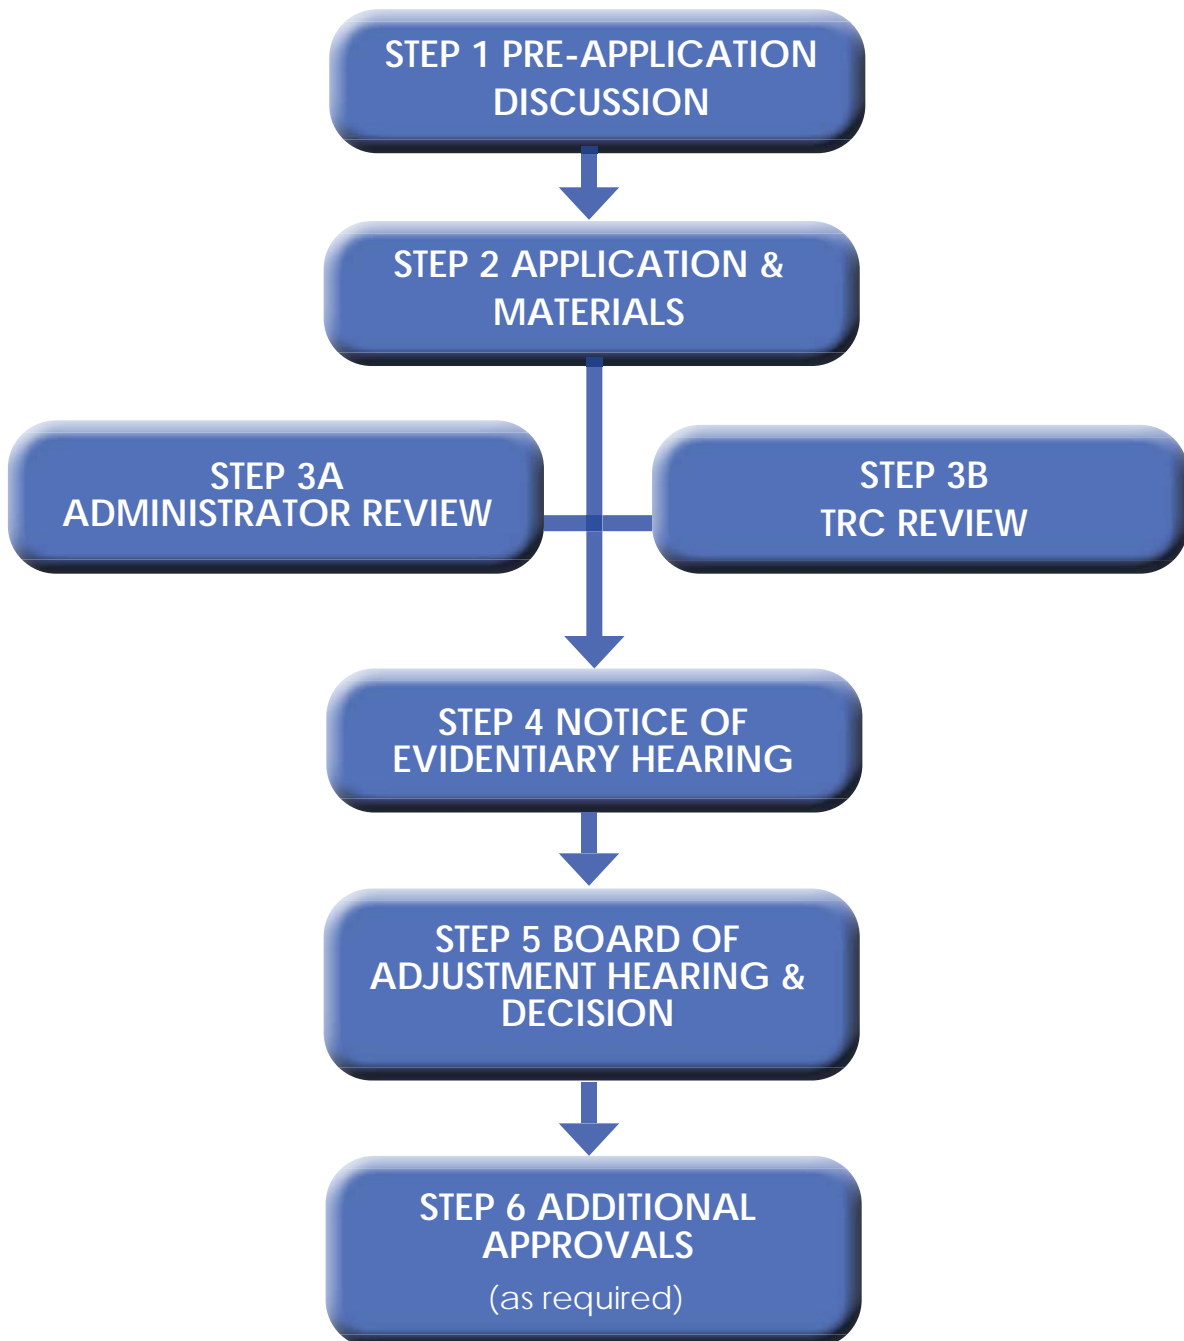 STEP 1 PRE-APPLICATION
DISCUSSION
STEP 2 APPLICATION &
MATERIALS
STEP 3A
ADMINISTRATOR REVIEW
STEP 3B
TRC REVIEW
STEP 4 NOTICE OF
EVIDENTIARY HEARING
STEP 5 BOARD OF
ADJUSTMENT HEARING &
DECISION
STEP 6 ADDITIONAL
APPROVALS
(as required)